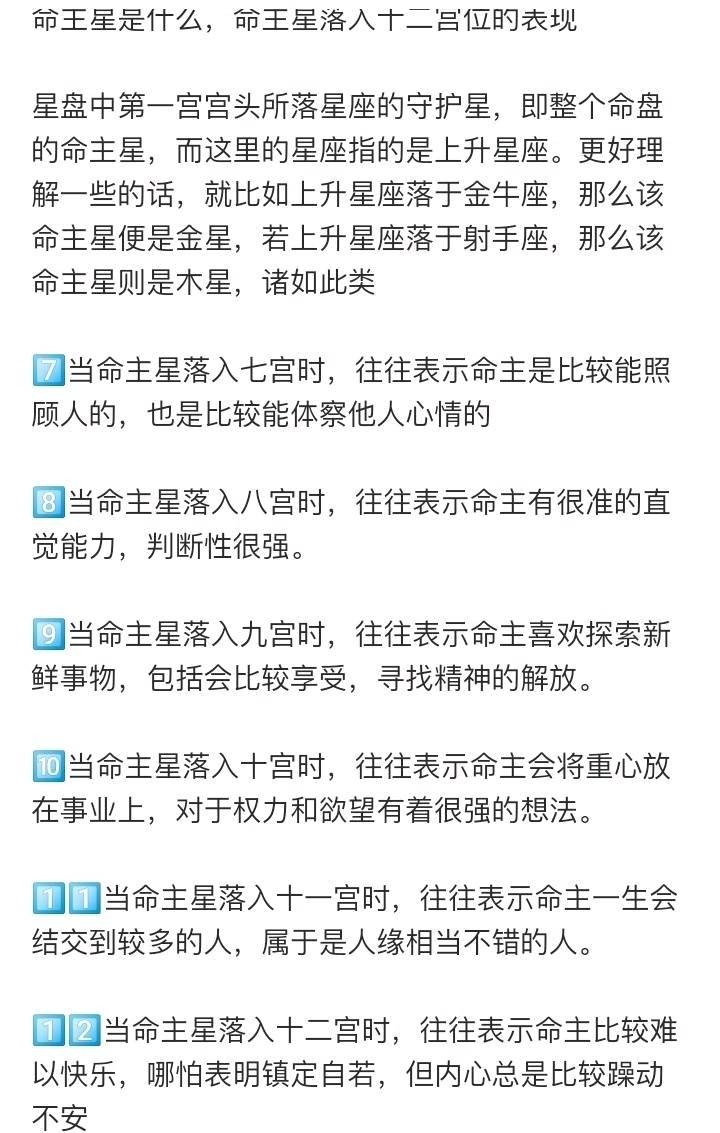 命主星是什么，命主星落入十二宫位的表现
星盘中第一宫宫头所落星座的守护星，即整个命盘
的命主星，而这里的星座指的是上升星座。更好理
解一些的话，就比如上升星座落于金牛座，那么该
命主星便是金星，若上升星座落于射手座，那么该
命主星则是木星，诸如此类
7️⃣当命主星落入七宫时，往往表示命主是比较能照
顾人的，也是比较能体察他人心情的
8️⃣当命主星落入八宫时，往往表示命主有很准的直
觉能力，判断性很强。
9️⃣当命主星落入九宫时，往往表示命主喜欢探索新
鲜事物，包括会比较享受，寻找精神的解放。
🔟当命主星落入十宫时，往往表示命主会将重心放
在事业上，对于权力和欲望有着很强的想法。
1️⃣1️⃣当命主星落入十一宫时，往往表示命主一生会
结交到较多的人，属于是人缘相当不错的人。
1️⃣2️⃣当命主星落入十二宫时，往往表示命主比较难
以快乐，哪怕表明镇定自若，但内心总是比较躁动
不安